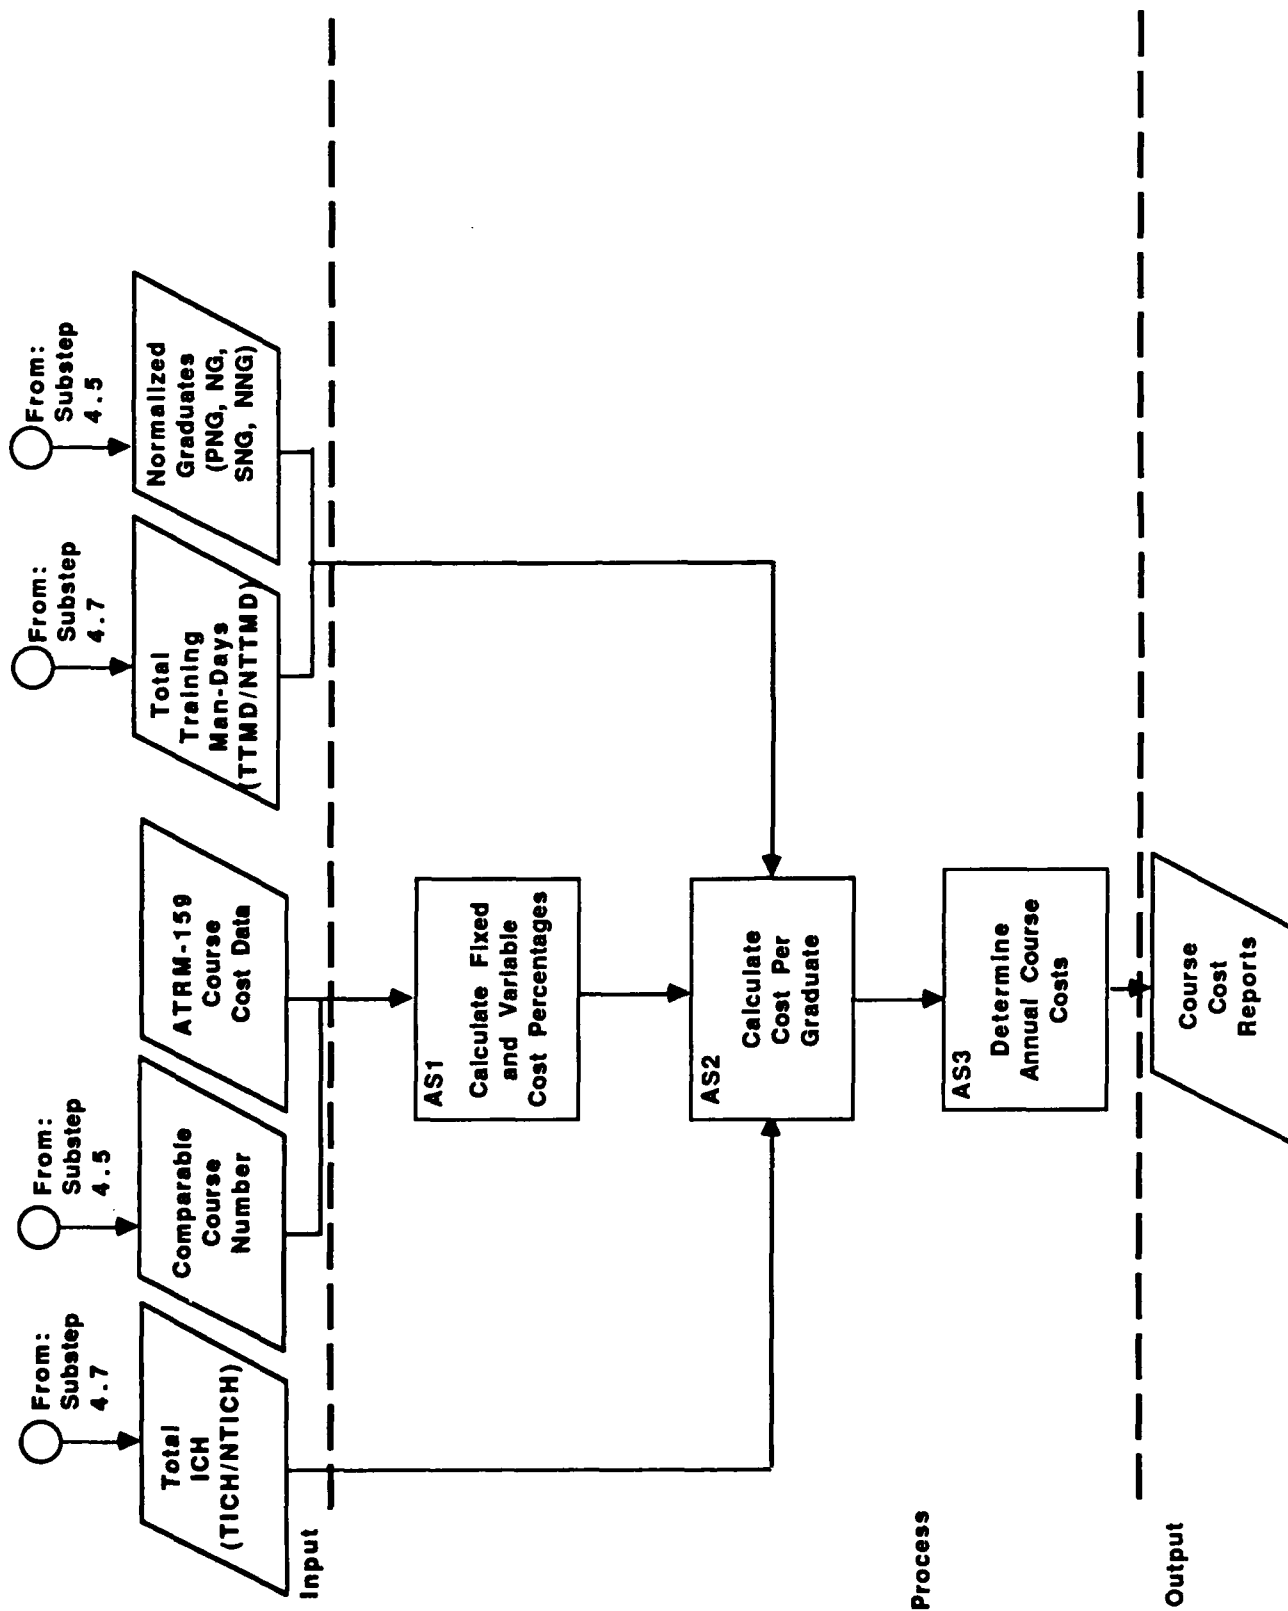 From:
Substep
4.7
From:
Substep
4.5
From:
Substep
4.7
From:
Substep
4.5
Total
ICH
(TICH/NTICH)
Comparable
Course
Number
ATRM-159
Course
Cost Data
Total
Training
Man-Days
(TTMD/NTTMD)
Normalized
Graduates
(PNG, NG,
SNG, NNG)
Input
AS1
Calculate Fixed
and Variable
Cost Percentages
AS2
Calculate
Cost Per
Graduate
Process
AS3
Determine
Annual Course
Costs
Output
Course
Cost
Reports